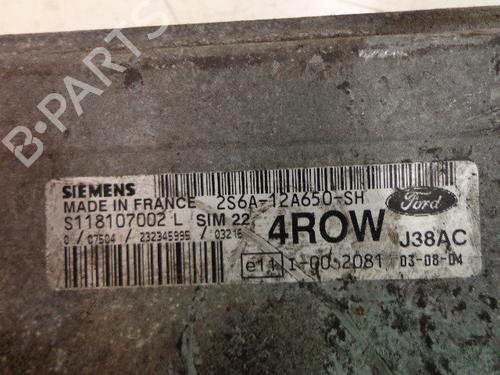 B-PARTS
SIEMENS
MADE IN FRANCE 2S6A-12A650-SH
S118107002 L SIM 22 4ROW Ford
0 / 07504 / 232345995 / 03216 J38AC
e11 I-00 2081 03-08-04